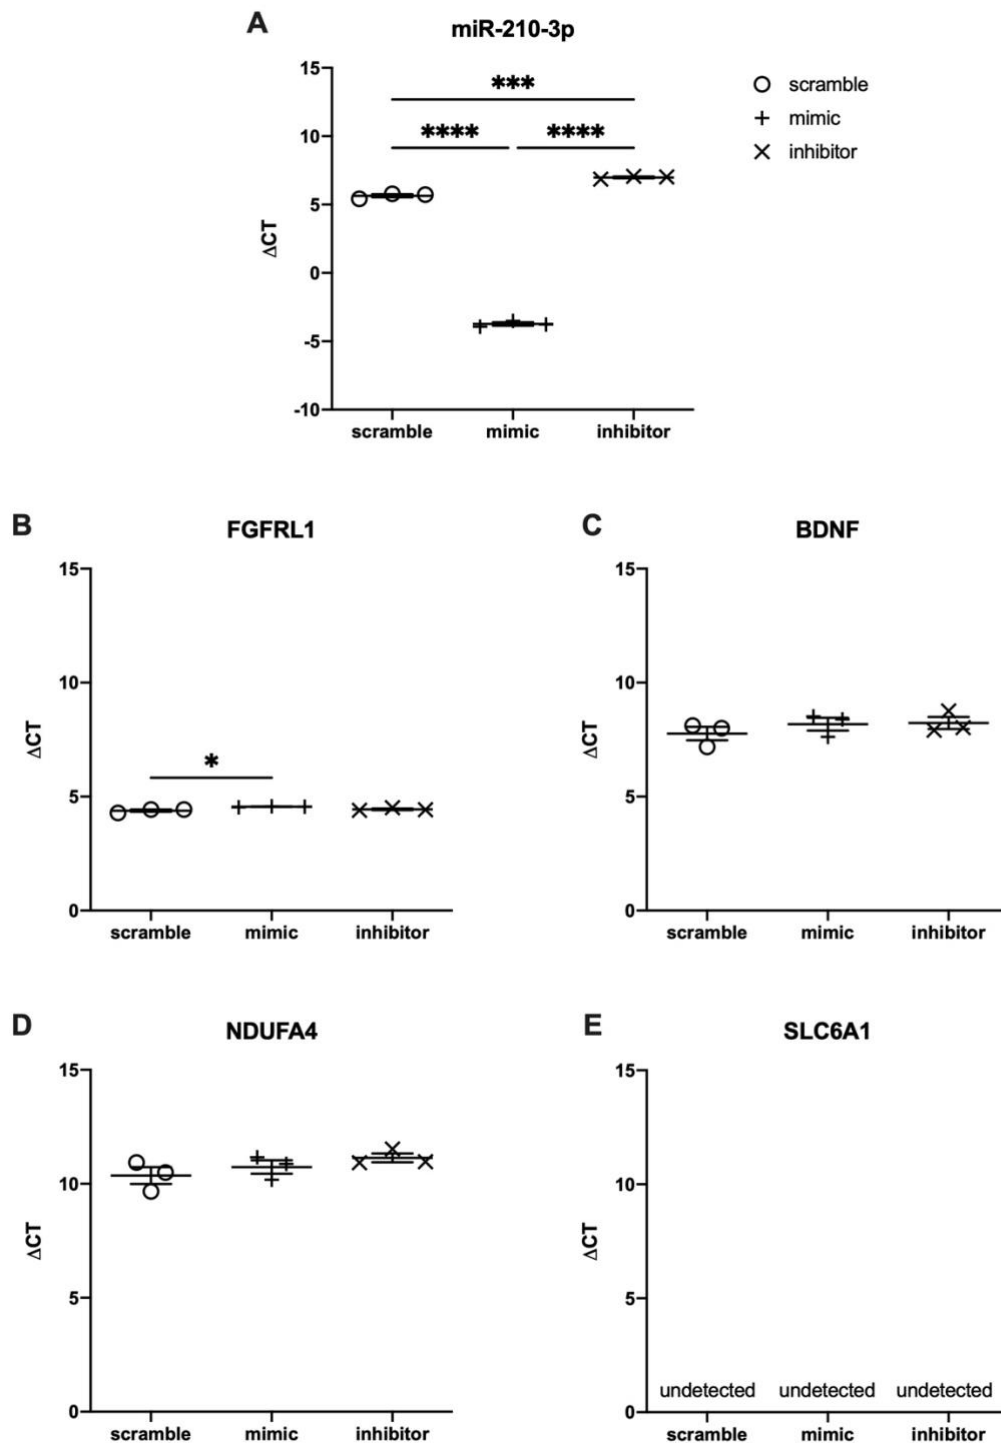 A
miR-210-3p
15
10
5
0
-5
-10
ΔCT
***
**** ****
scramble mimic inhibitor
scramble
mimic
inhibitor
B
FGFRL1
15
10
5
0
ΔCT
*
scramble mimic inhibitor
C
BDNF
15
10
5
0
ΔCT
scramble mimic inhibitor
D
NDUFA4
15
10
5
0
ΔCT
scramble mimic inhibitor
E
SLC6A1
15
10
5
0
ΔCT
undetected undetected undetected
scramble mimic inhibitor